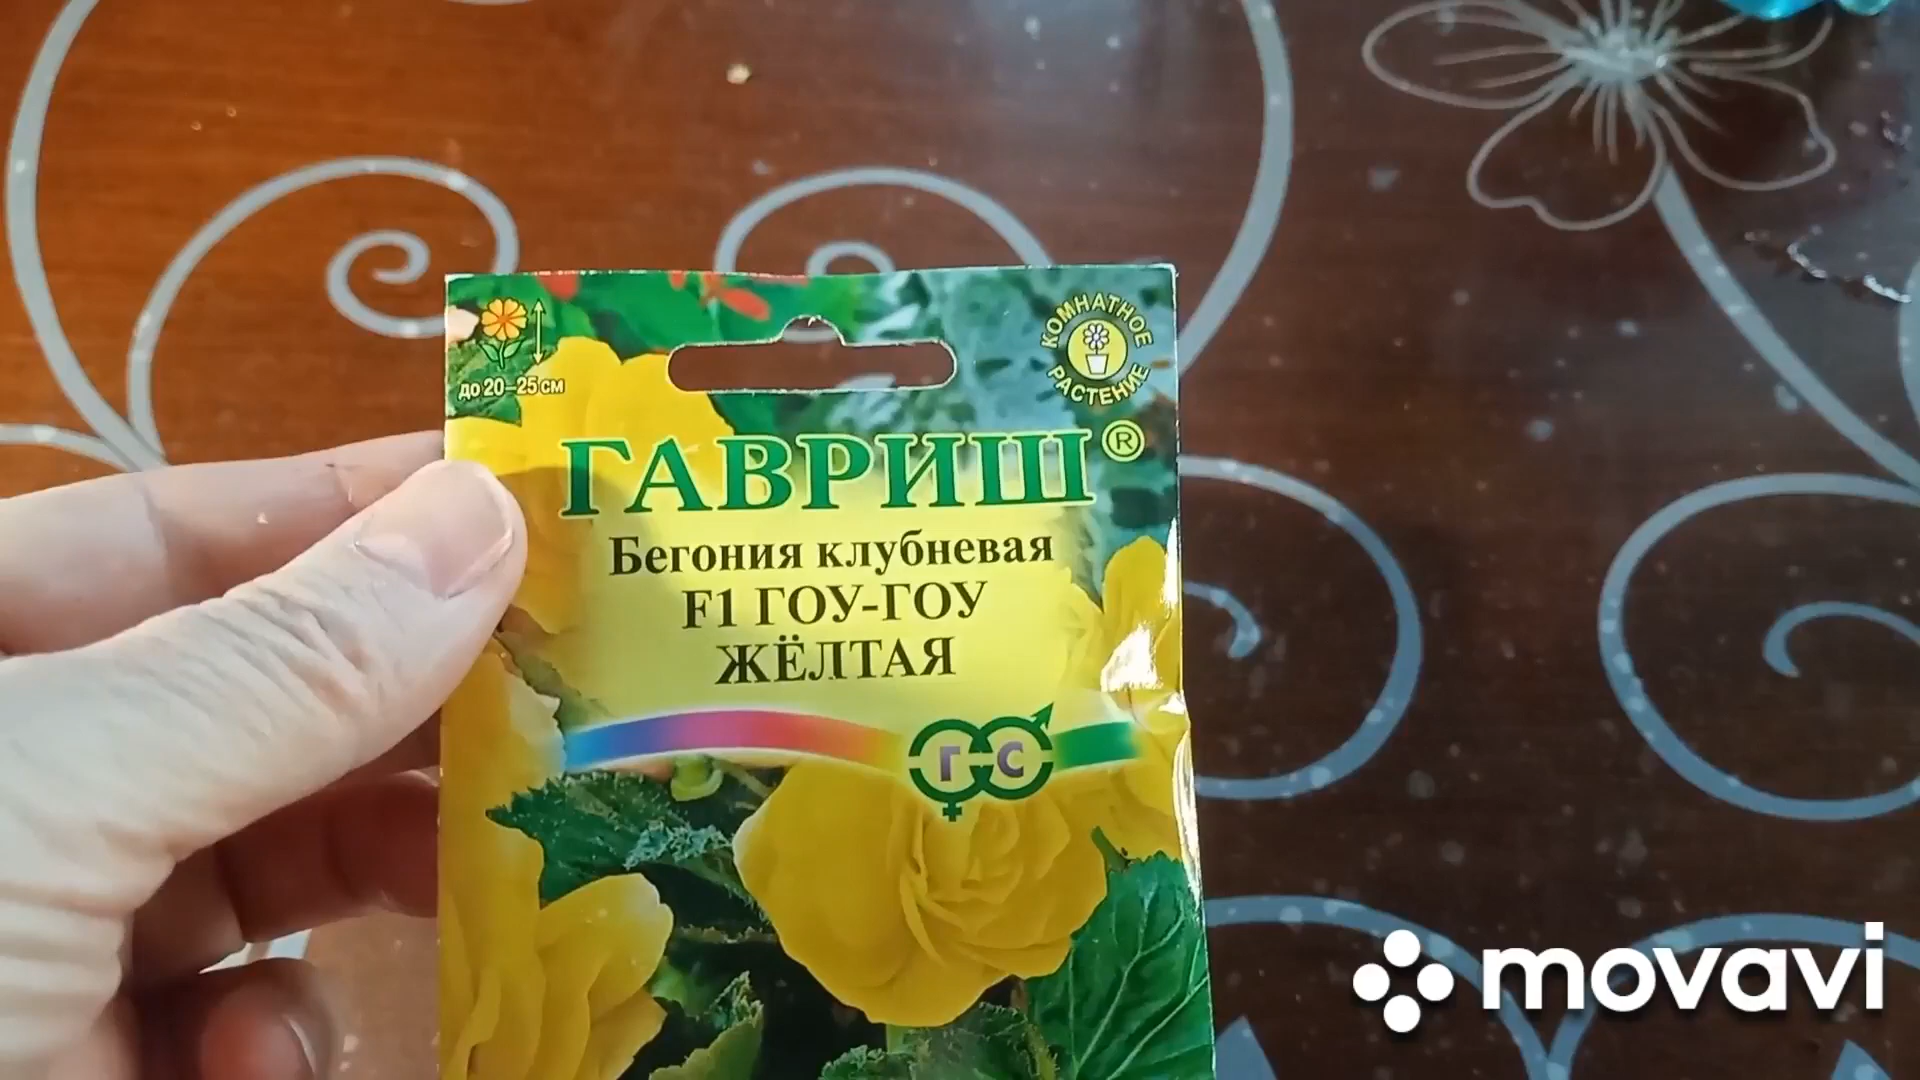 до 20–25 см
КОМНАТНОЕ
РАСТЕНИЕ
ГАВРИШ®
Бегония клубневая
F1 ГОУ-ГОУ
ЖЁЛТАЯ
Г С
movavi